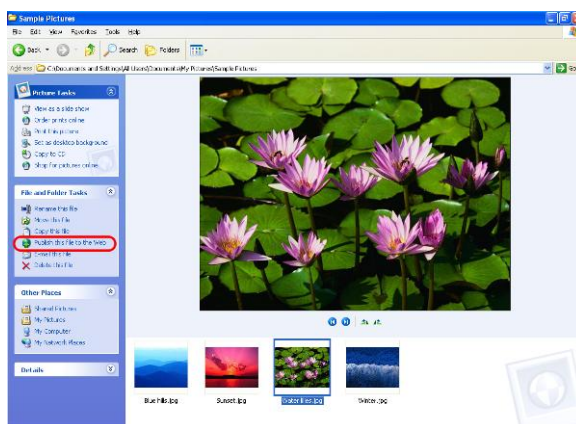 Sample Pictures
File Edit View Favorites Tools Help
Back Search Folders
Address C:\Documents and Settings\All Users\Documents\My Pictures\Sample Pictures Go
Picture Tasks
View as a slide show
Order prints online
Print this picture
Set as desktop background
Copy to CD
Shop for pictures online
File and Folder Tasks
Rename this file
Move this file
Copy this file
Publish this file to the Web
E-mail this file
Delete this file
Other Places
Shared Pictures
My Pictures
My Computer
My Network Places
Details
Blue hills.jpg Sunset.jpg Water lilies.jpg Winter.jpg